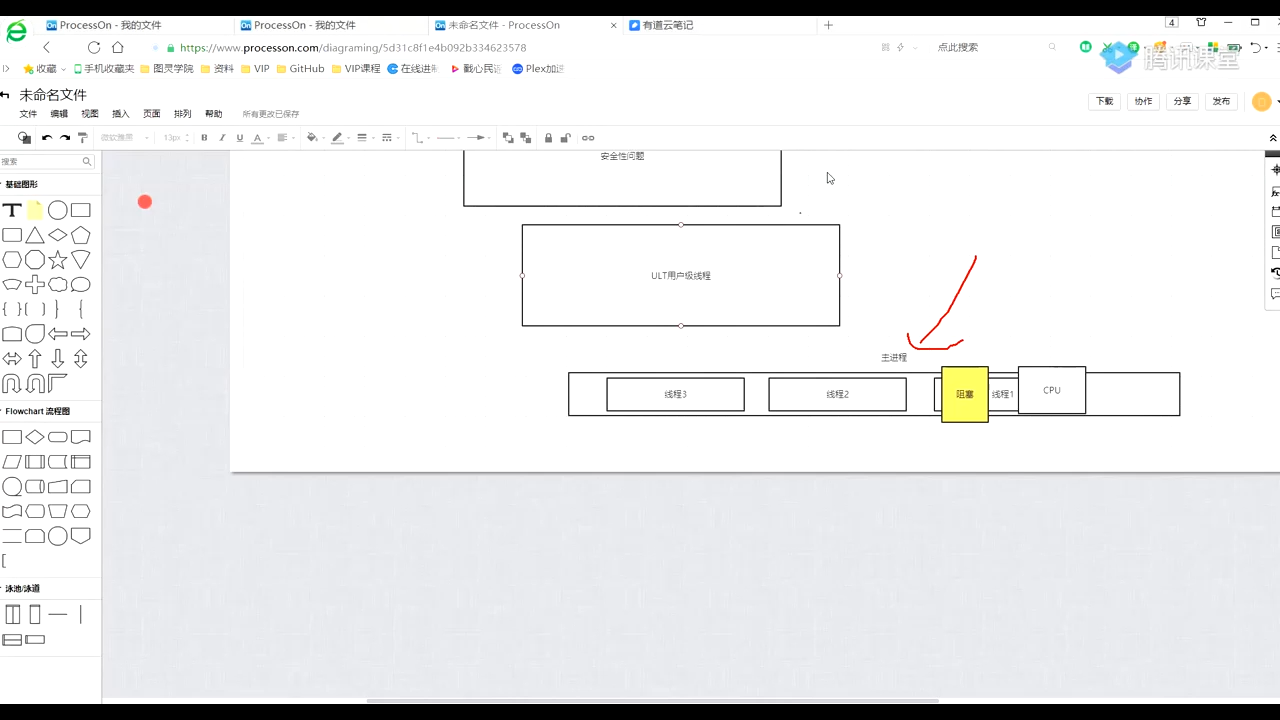 ProcessOn - 我的文件
ProcessOn - 我的文件
未命名文件 - ProcessOn
有道云笔记
4
https://www.processon.com/diagraming/5d31c8f1e4b092b334623578
点此搜索
腾讯课堂
收藏
手机收藏夹
图灵学院
资料
VIP
GitHub
VIP课程
在线进制
初心民谣
Plex加速
未命名文件
文件 编辑 视图 插入 页面 排列 帮助 所有更改已保存
下载 协作 分享 发布
微软雅黑 13px B I U A
搜索
基础图形
T
Flowchart 流程图
泳池/泳道
安全性问题
ULT用户级线程
主进程
线程3
线程2
阻塞
线程1
CPU